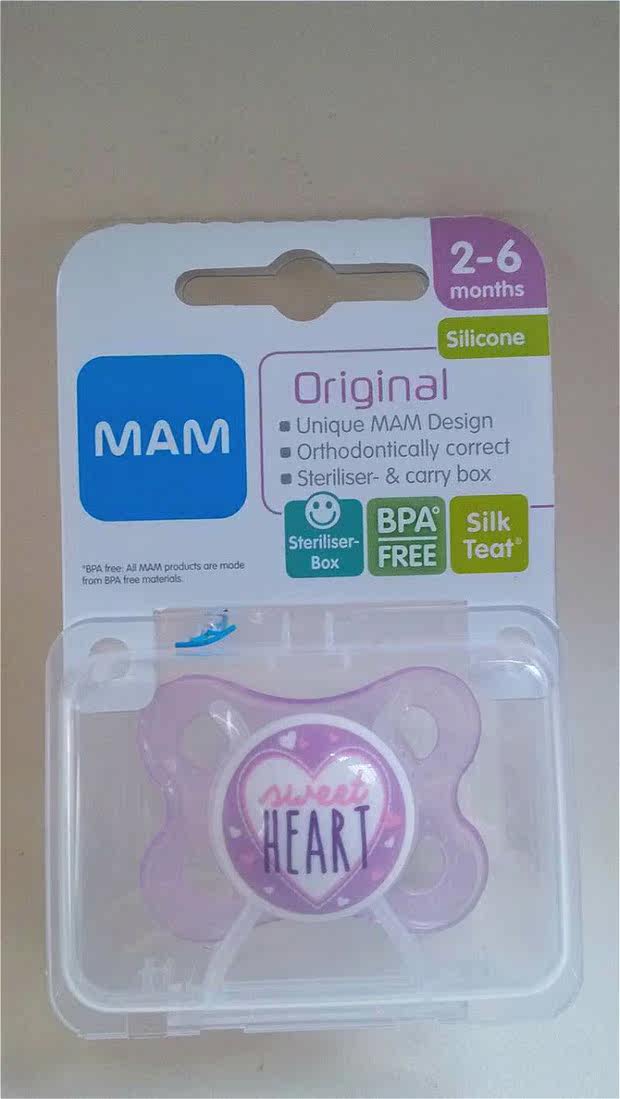 2-6
months
Silicone
MAM
Original
Unique MAM Design
Orthodontically correct
Steriliser- & carry box
Steriliser-
Box
BPA°
FREE
Silk
Teat®
°BPA free: All MAM products are made
from BPA free materials.
sweet
HEART